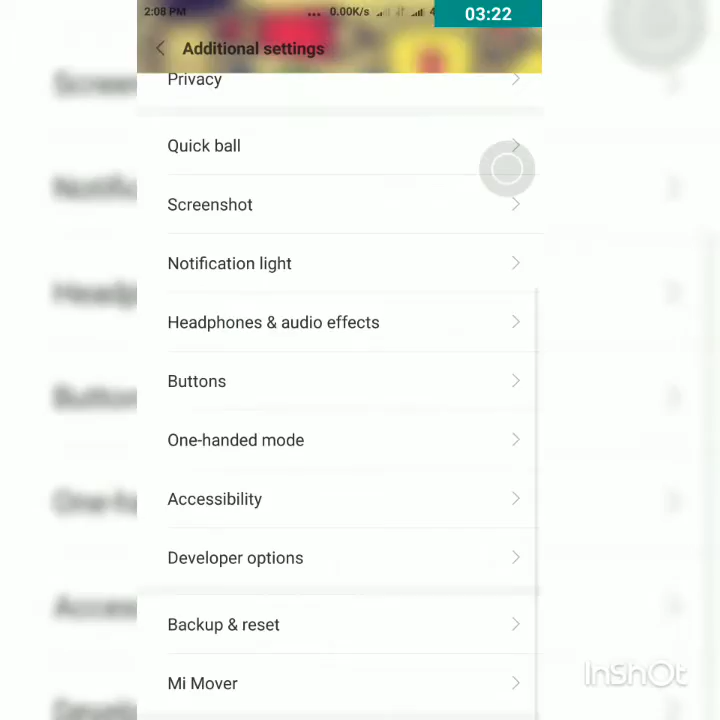 2:08 PM ... 0.00K/s 4 03:22
Additional settings
Privacy
Quick ball
Screenshot
Notification light
Headphones & audio effects
Buttons
One-handed mode
Accessibility
Developer options
Backup & reset
Mi Mover
InShOt